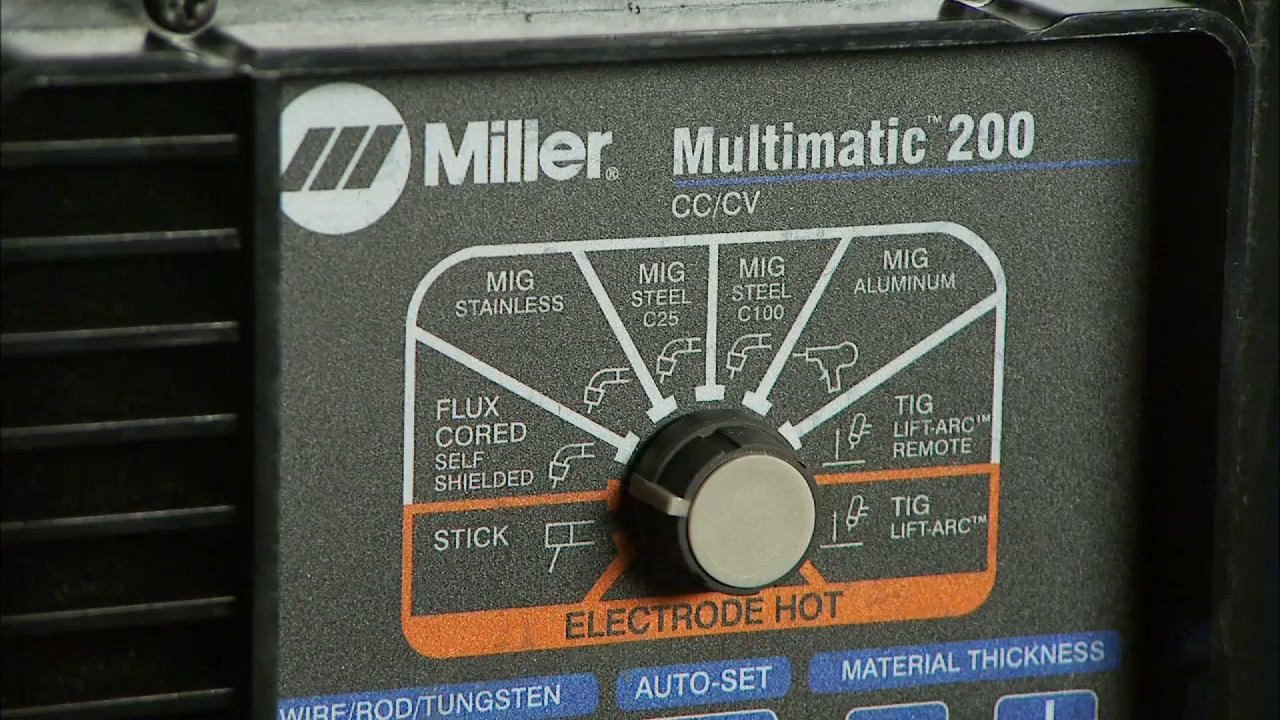 Miller® Multimatic™ 200
CC/CV
MIG
STAINLESS
MIG
STEEL
C25
MIG
STEEL
C100
MIG
ALUMINUM
FLUX
CORED
SELF
SHIELDED
TIG
LIFT-ARC™
REMOTE
STICK
TIG
LIFT-ARC™
ELECTRODE HOT
WIRE/ROD/TUNGSTEN
AUTO-SET
MATERIAL THICKNESS